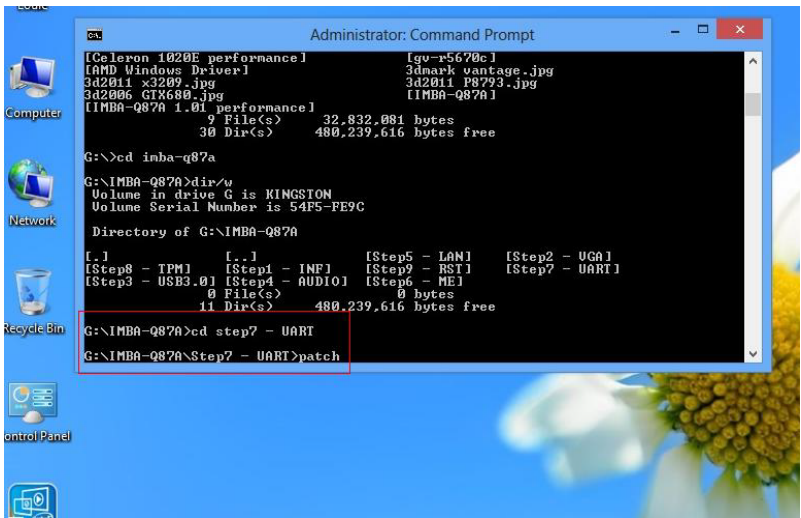 Administrator: Command Prompt
[Celeron 1020E performance] [gv-r5670c]
[AMD Windows Driver] 3dmark vantage.jpg
3d2011 x3209.jpg 3d2011 P8793.jpg
3d2006 GTX680.jpg [IMBA-Q87A]
[IMBA-Q87A 1.01 performance]
9 File(s) 32,832,081 bytes
30 Dir(s) 480,239,616 bytes free
G:\>cd imba-q87a
G:\IMBA-Q87A>dir/w
Volume in drive G is KINGSTON
Volume Serial Number is 54F5-FE9C
Directory of G:\IMBA-Q87A
[.] [..] [Step5 - LAN] [Step2 - VGA]
[Step8 - TPM] [Step1 - INF] [Step9 - RST] [Step7 - UART]
[Step3 - USB3.0] [Step4 - AUDIO] [Step6 - ME]
0 File(s) 0 bytes
11 Dir(s) 480,239,616 bytes free
G:\IMBA-Q87A>cd step7 - UART
G:\IMBA-Q87A\Step7 - UART>patch
Computer
Network
Recycle Bin
ontrol Panel